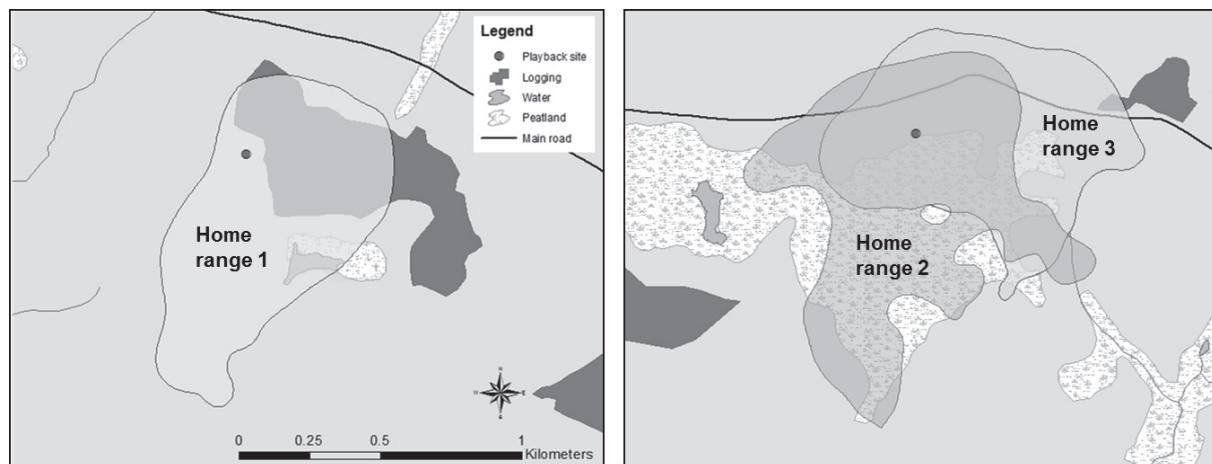 Legend
Playback site
Logging
Water
Peatland
Main road
Home
range 1
0 0.25 0.5 1
Kilometers
Home
range 3
Home
range 2